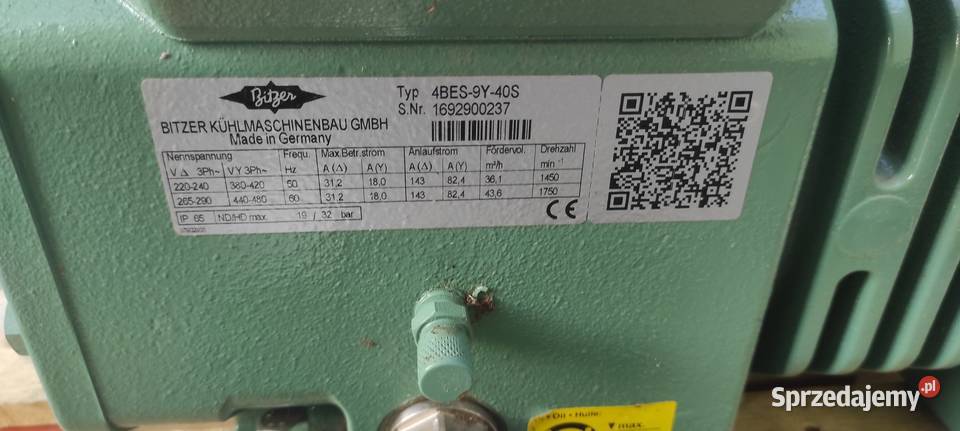 Bitzer
Typ 4BES-9Y-40S
S.Nr. 1692900237
BITZER KÜHLMASCHINENBAU GMBH
Made in Germany
Nennspannung Frequ. Max.Betr.strom Anlaufstrom Fördervol. Drehzahl
V Δ 3Ph~ V Y 3Ph~ Hz A (Δ) A (Y) A (Δ) A (Y) m³/h min⁻¹
220-240 380-420 50 31,2 18,0 143 82,4 36,1 1450
265-290 440-480 60 31,2 18,0 143 82,4 43,6 1750
IP 65 ND/HD max. 19 / 32 bar
CE
• Oil • Huile
max.
Sprzedajemy.pl